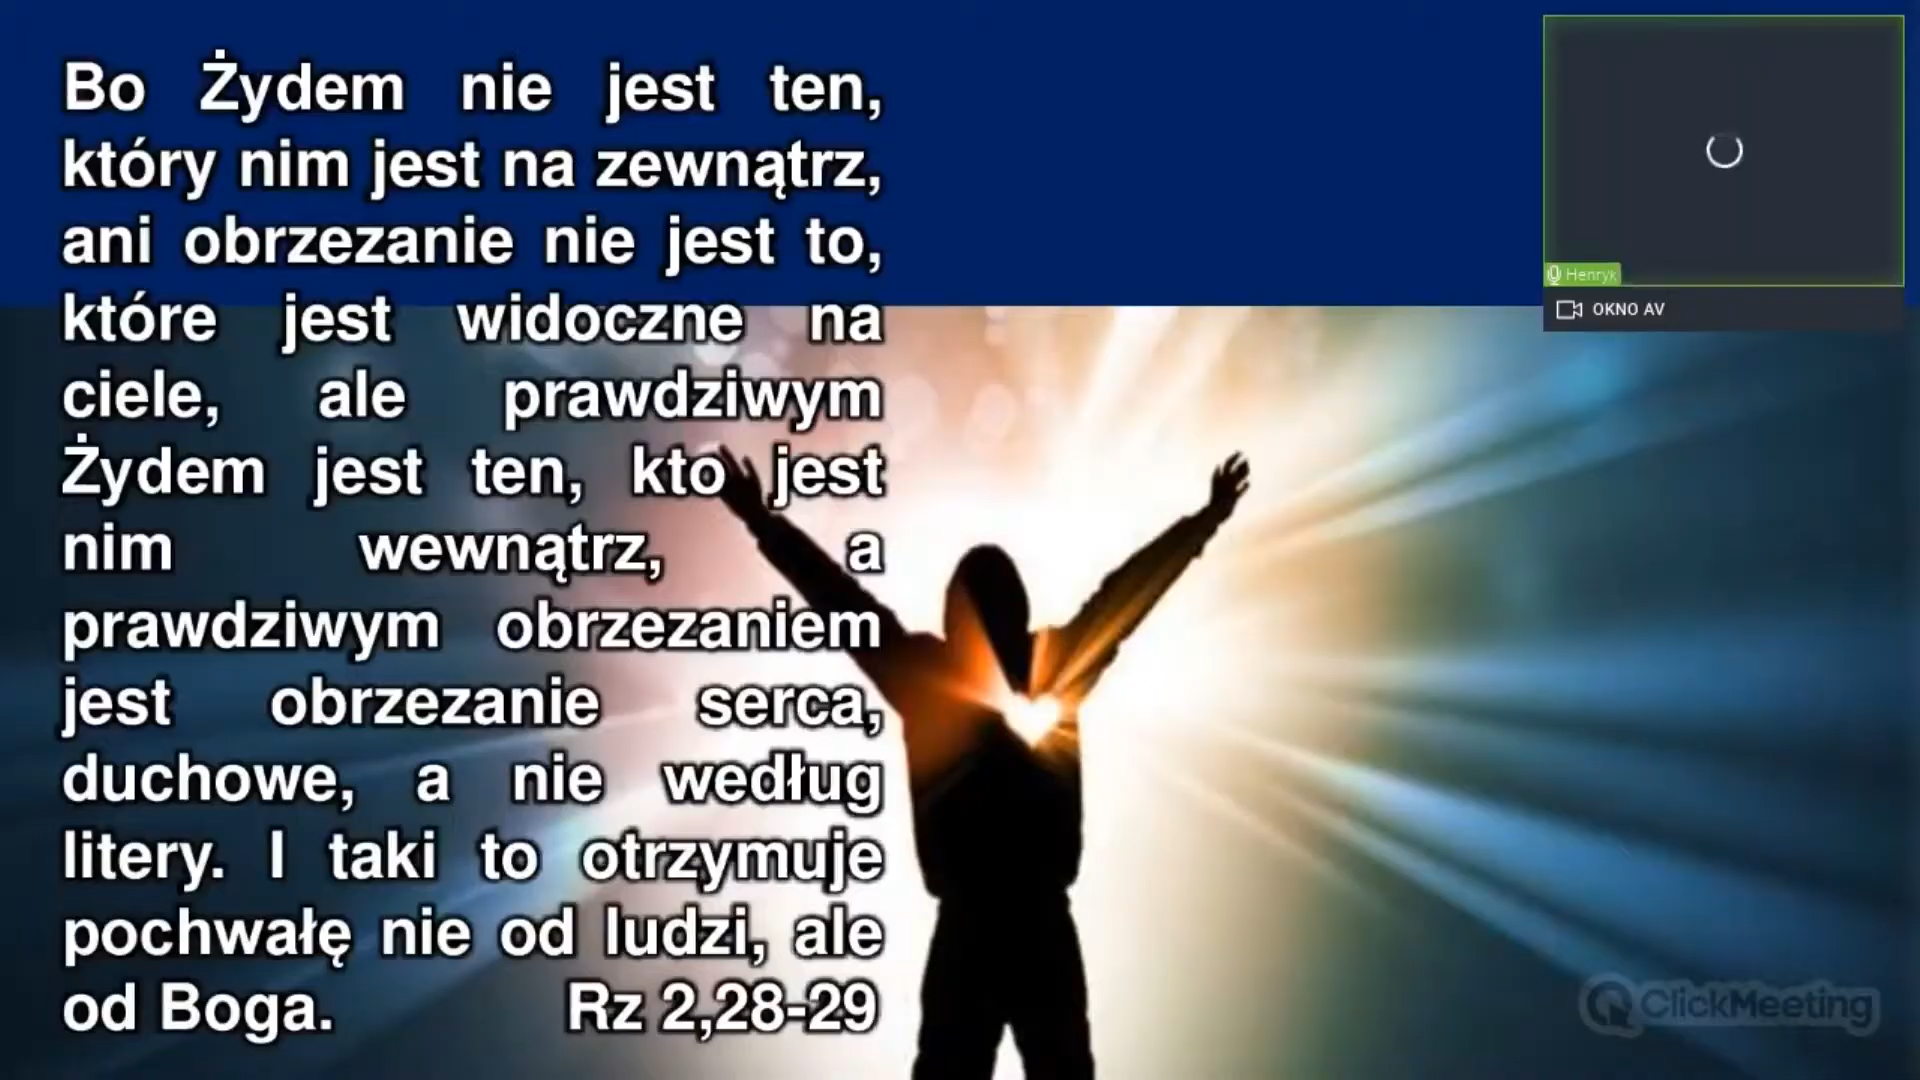 Bo Żydem nie jest ten,
który nim jest na zewnątrz,
ani obrzezanie nie jest to,
które jest widoczne na
ciele, ale prawdziwym
Żydem jest ten, kto jest
nim wewnątrz, a
prawdziwym obrzezaniem
jest obrzezanie serca,
duchowe, a nie według
litery. I taki to otrzymuje
pochwałę nie od ludzi, ale
od Boga. Rz 2,28-29
Henryk
OKNO AV
ClickMeeting